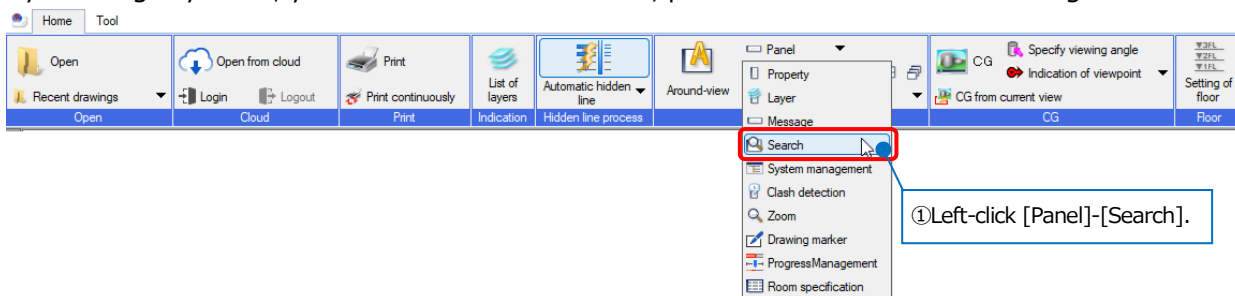 Home Tool
Open
Recent drawings
Open
Open from cloud
Login Logout
Cloud
Print
Print continuously
Print
List of
layers
Indication
Automatic hidden
line
Hidden line process
Around-view
Panel
Property
Layer
Message
Search
System management
Clash detection
Zoom
Drawing marker
ProgressManagement
Room specification
CG
Specify viewing angle
Indication of viewpoint
CG from current view
CG
▼3FL
▼2FL
▼1FL
Setting of
floor
Floor
①Left-click [Panel]-[Search].